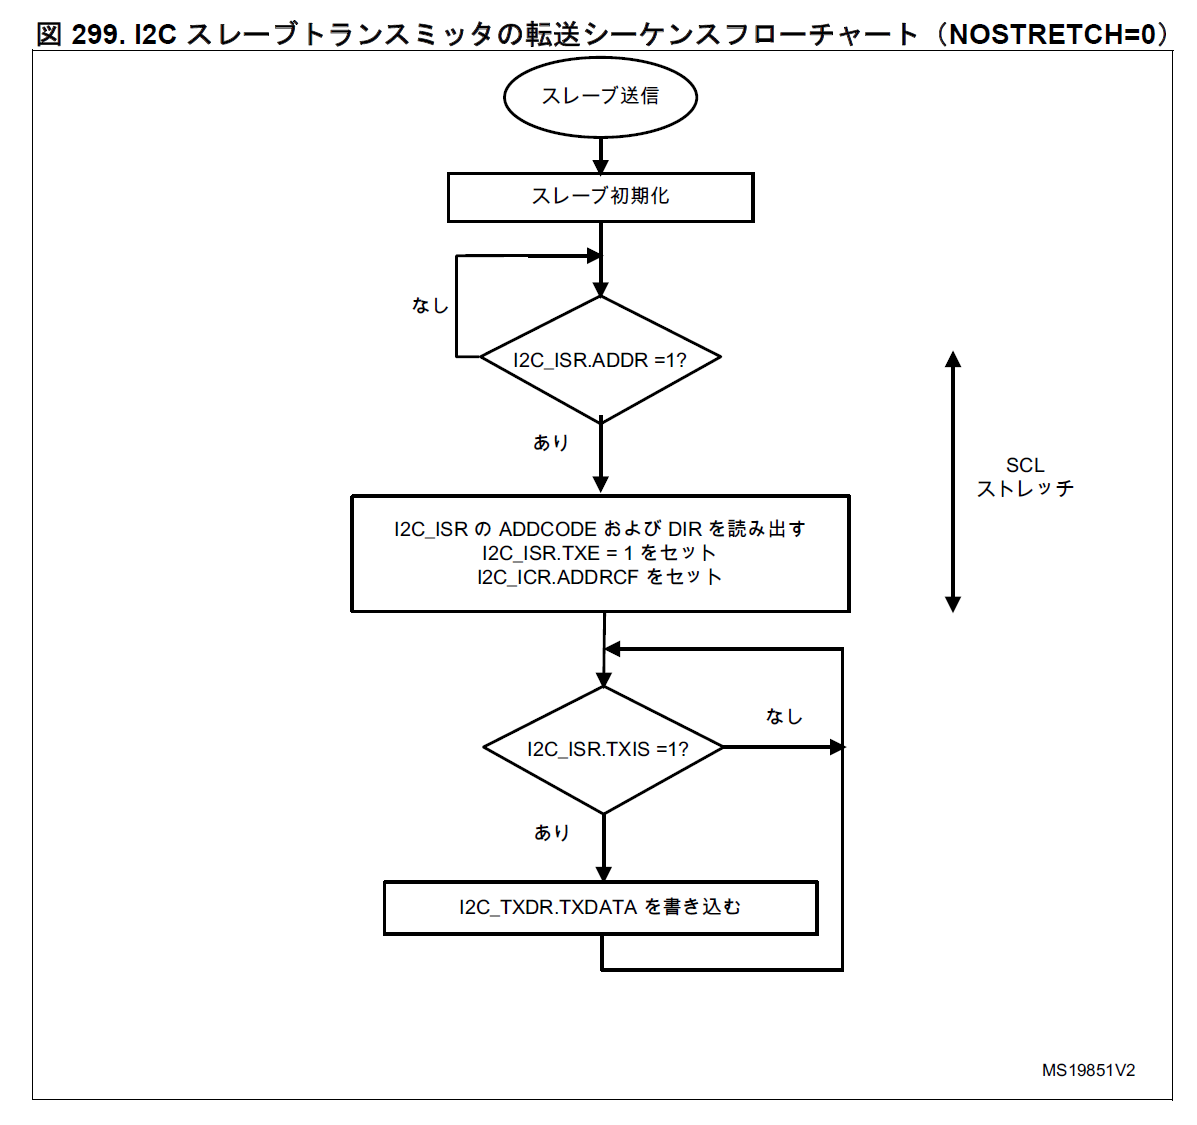 図 299. I2C スレーブトランスミッタの転送シーケンスフローチャート（NOSTRETCH=0）
スレーブ送信
スレーブ初期化
なし
I2C_ISR.ADDR =1?
あり
SCL
ストレッチ
I2C_ISR の ADDCODE および DIR を読み出す
I2C_ISR.TXE = 1 をセット
I2C_ICR.ADDRCF をセット
なし
I2C_ISR.TXIS =1?
あり
I2C_TXDR.TXDATA を書き込む
MS19851V2